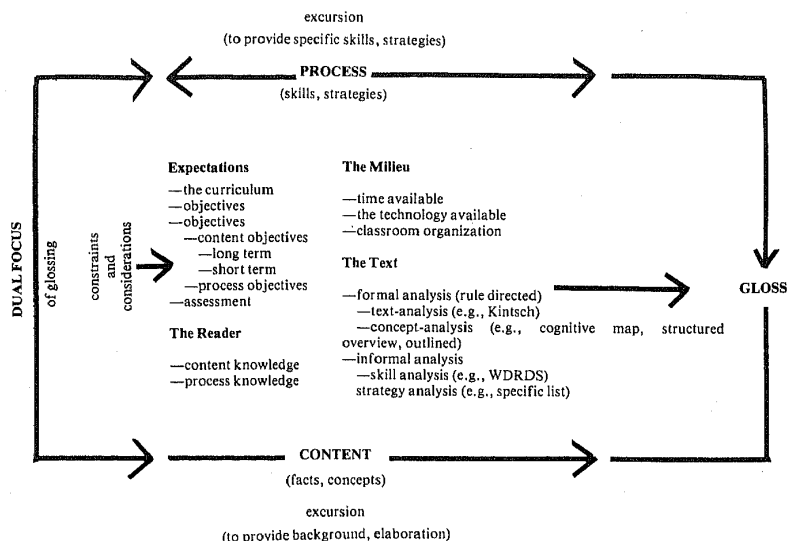 excursion
(to provide specific skills, strategies)
PROCESS
(skills, strategies)
DUAL FOCUS
of glossing
constraints
and
considerations
Expectations
—the curriculum
—objectives
—objectives
—content objectives
—long term
—short term
—process objectives
—assessment
The Reader
—content knowledge
—process knowledge
The Milieu
—time available
—the technology available
—classroom organization
The Text
—formal analysis (rule directed)
—text-analysis (e.g., Kintsch)
—concept-analysis (e.g., cognitive map, structured
overview, outlined)
—informal analysis
—skill analysis (e.g., WDRDS)
strategy analysis (e.g., specific list)
GLOSS
CONTENT
(facts, concepts)
excursion
(to provide background, elaboration)